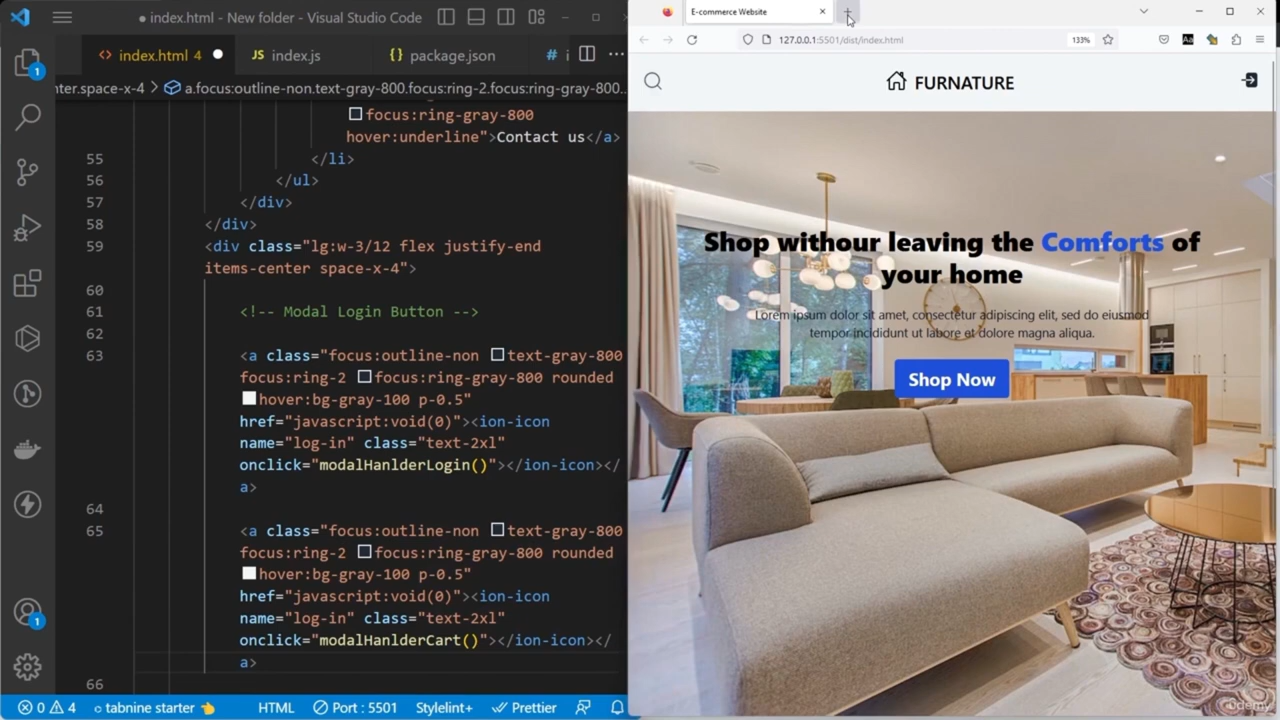 index.html - New folder - Visual Studio Code
index.html 4
JS index.js
{} package.json
# i
nter.space-x-4 > a.focus:outline-non.text-gray-800.focus:ring-2.focus:ring-gray-800...
focus:ring-gray-800
hover:underline">Contact us</a>
55 </li>
56 </ul>
57 </div>
58 </div>
59 <div class="lg:w-3/12 flex justify-end
items-center space-x-4">
60
61 <!-- Modal Login Button -->
62
63 <a class="focus:outline-non text-gray-800
focus:ring-2 focus:ring-gray-800 rounded
hover:bg-gray-100 p-0.5"
href="javascript:void(0)"><ion-icon
name="log-in" class="text-2xl"
onclick="modalHanlderLogin()"></ion-icon></
a>
64
65 <a class="focus:outline-non text-gray-800
focus:ring-2 focus:ring-gray-800 rounded
hover:bg-gray-100 p-0.5"
href="javascript:void(0)"><ion-icon
name="log-in" class="text-2xl"
onclick="modalHanlderCart()"></ion-icon></
a>
66
1
1
0 4 tabnine starter HTML Port : 5501 Stylelint+ Prettier
E-commerce Website
127.0.0.1:5501/dist/index.html
133%
Aa
FURNATURE
Shop withour leaving the Comforts of
your home
Lorem ipsum dolor sit amet, consectetur adipiscing elit, sed do eiusmod
tempor incididunt ut labore et dolore magna aliqua.
Shop Now
udemy